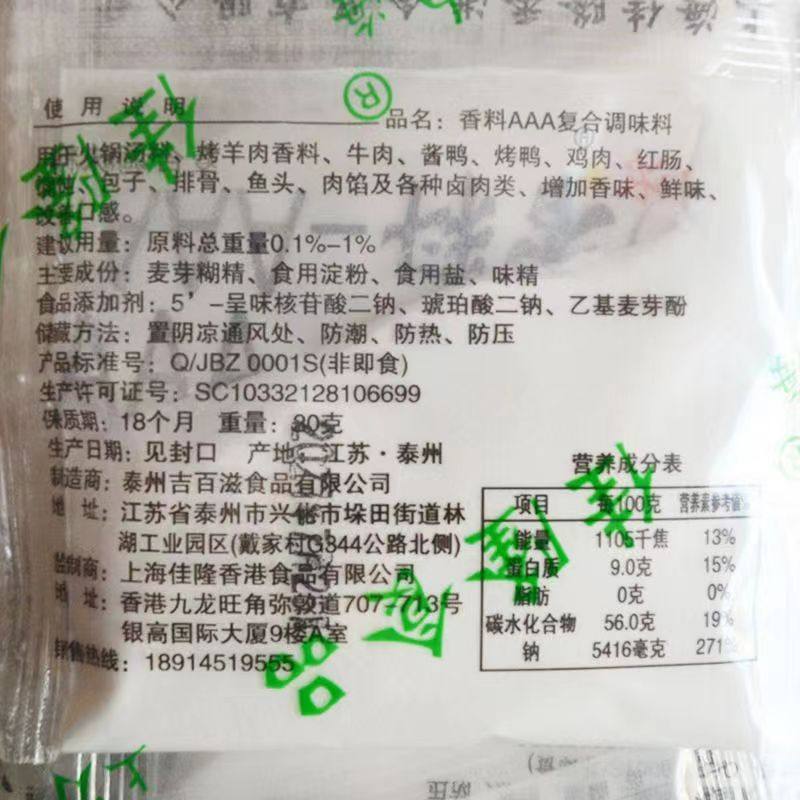 使用说明
品名：香料AAA复合调味料
用于火锅汤料、烤羊肉香料、牛肉、酱鸭、烤鸭、鸡肉、红肠、
包子、排骨、鱼头、肉馅及各种卤肉类、增加香味、鲜味、
改善口感。
建议用量：原料总重量0.1%-1%
主要成份：麦芽糊精、食用淀粉、食用盐、味精
食品添加剂：5’-呈味核苷酸二钠、琥珀酸二钠、乙基麦芽酚
储藏方法：置阴凉通风处、防潮、防热、防压
产品标准号：Q/JBZ 0001S(非即食)
生产许可证号：SC10332128106699
保质期：18个月 重量：30克
生产日期：见封口 产地：江苏·泰州
制造商：泰州吉百滋食品有限公司
地 址：江苏省泰州市兴化市垛田街道林
湖工业园区(戴家村G344公路北侧)
监制商：上海佳隆香港食品有限公司
地 址：香港九龙旺角弥敦道707-713号
银高国际大厦9楼A室
销售热线：18914519555
营养成分表
项目 每100克 营养素参考值%
能量 1105千焦 13%
蛋白质 9.0克 15%
脂肪 0克 0%
碳水化合物 56.0克 19%
钠 5416毫克 271%
®
佳隆
佳隆食品